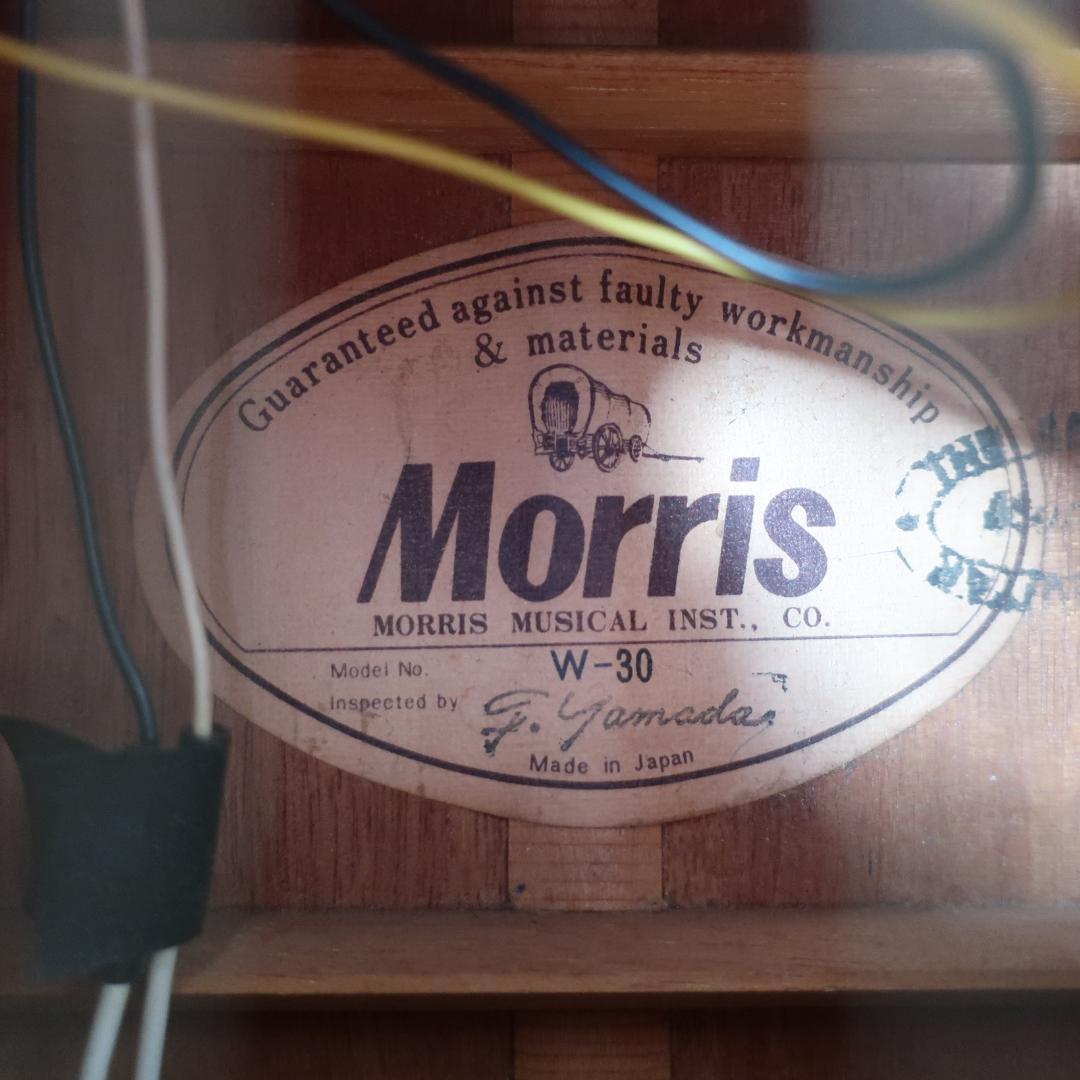 Guaranteed against faulty workmanship
& materials
Morris
MORRIS MUSICAL INST., CO.
Model No. W-30
Inspected by G. Yamada
Made in Japan